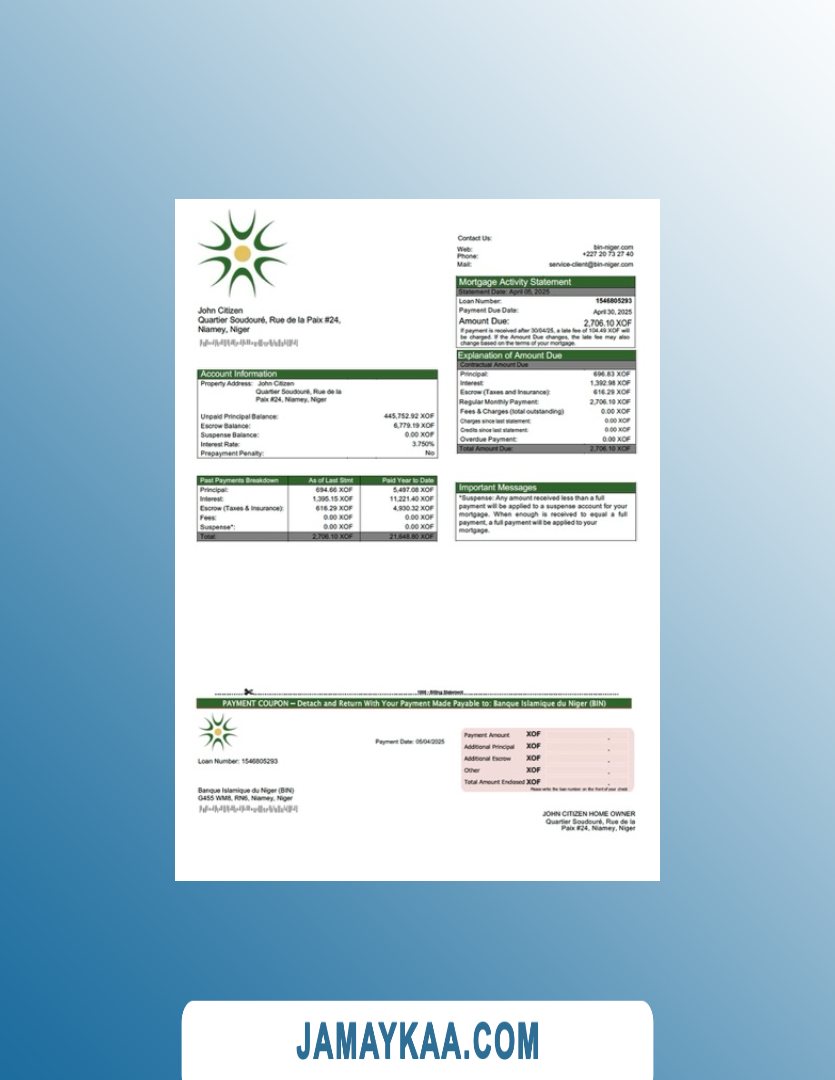 Contact Us:
Web: bin-niger.com
Phone: +227 20 73 27 40
Mail: service-client@bin-niger.com
Mortgage Activity Statement
Statement Date: April 06, 2025
Loan Number: 1546805293
Payment Due Date: April 30, 2025
Amount Due: 2,706.10 XOF
If payment is received after 30/04/25, a late fee of 104.49 XOF will
be charged. If the Amount Due changes, the late fee may also
change based on the terms of your mortgage.
John Citizen
Quartier Soudouré, Rue de la Paix #24,
Niamey, Niger
Explanation of Amount Due
Contractual Amount Due
Principal: 696.83 XOF
Interest: 1,392.98 XOF
Escrow (Taxes and Insurance): 616.29 XOF
Regular Monthly Payment: 2,706.10 XOF
Fees & Charges (total outstanding) 0.00 XOF
Charges since last statement: 0.00 XOF
Credits since last statement: 0.00 XOF
Overdue Payment: 0.00 XOF
Total Amount Due: 2,706.10 XOF
Account Information
Property Address: John Citizen
Quartier Soudouré, Rue de la
Paix #24, Niamey, Niger
Unpaid Principal Balance: 445,752.92 XOF
Escrow Balance: 6,779.19 XOF
Suspense Balance: 0.00 XOF
Interest Rate: 3.750%
Prepayment Penalty: No
Past Payments Breakdown As of Last Stmt Paid Year to Date
Principal: 694.66 XOF 5,497.08 XOF
Interest: 1,395.15 XOF 11,221.40 XOF
Escrow (Taxes & Insurance): 616.29 XOF 4,930.32 XOF
Fees: 0.00 XOF 0.00 XOF
Suspense*: 0.00 XOF 0.00 XOF
Total: 2,706.10 XOF 21,648.80 XOF
Important Messages
*Suspense: Any amount received less than a full
payment will be applied to a suspense account for your
mortgage. When enough is received to equal a full
payment, a full payment will be applied to your
mortgage.
- Billing Statement
PAYMENT COUPON – Detach and Return With Your Payment Made Payable to: Banque Islamique du Niger (BIN)
Payment Date: 05/04/2025
Loan Number: 1546805293
Payment Amount XOF .
Additional Principal XOF .
Additional Escrow XOF .
Other XOF .
Total Amount Enclosed XOF .
Please write the loan number on the front of your check.
Banque Islamique du Niger (BIN)
G455 WM8, RN6, Niamey, Niger
JOHN CITIZEN HOME OWNER
Quartier Soudouré, Rue de la
Paix #24, Niamey, Niger
JAMAYKAA.COM